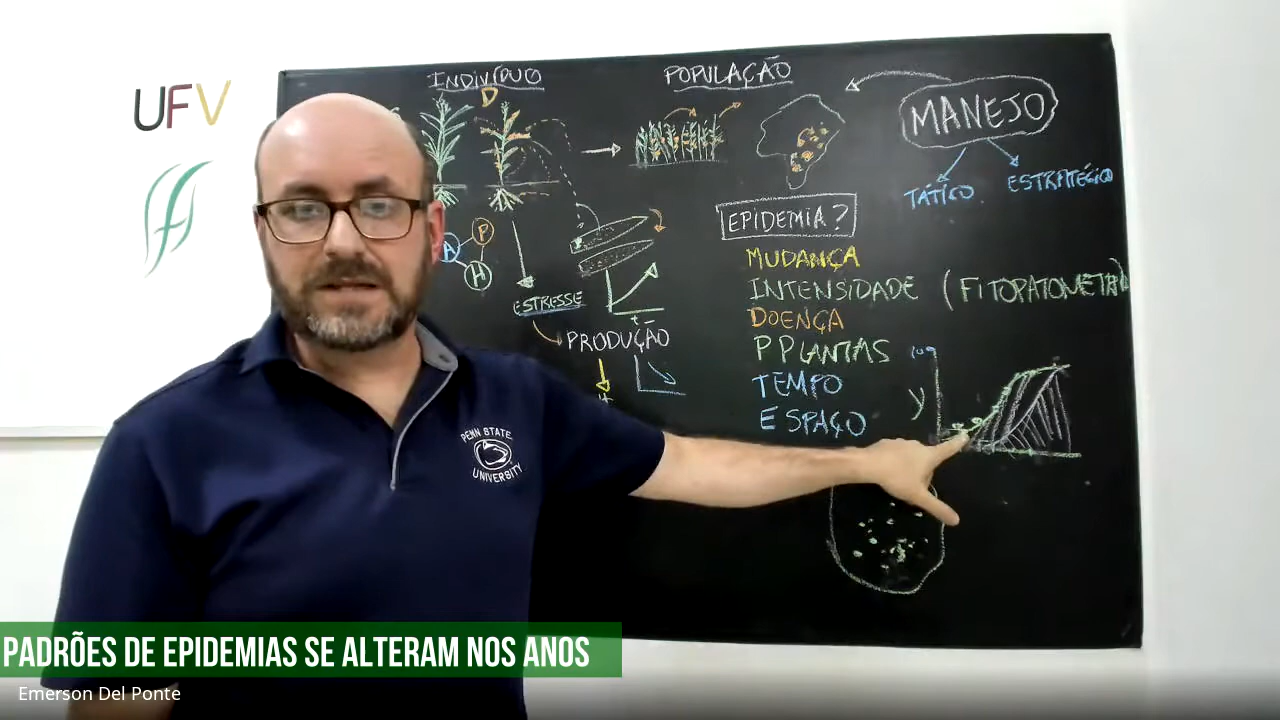 UFV
INDIVÍDUO
D
POPULAÇÃO
MANEJO
TÁTICO
ESTRATÉGICO
P
A
H
ESTRESSE
PRODUÇÃO
t
EPIDEMIA?
MUDANÇA
INTENSIDADE (FITOPATOMETRIA)
DOENÇA
P PLANTAS
TEMPO
ESPAÇO
y
PENN STATE
UNIVERSITY
PADRÕES DE EPIDEMIAS SE ALTERAM NOS ANOS
Emerson Del Ponte